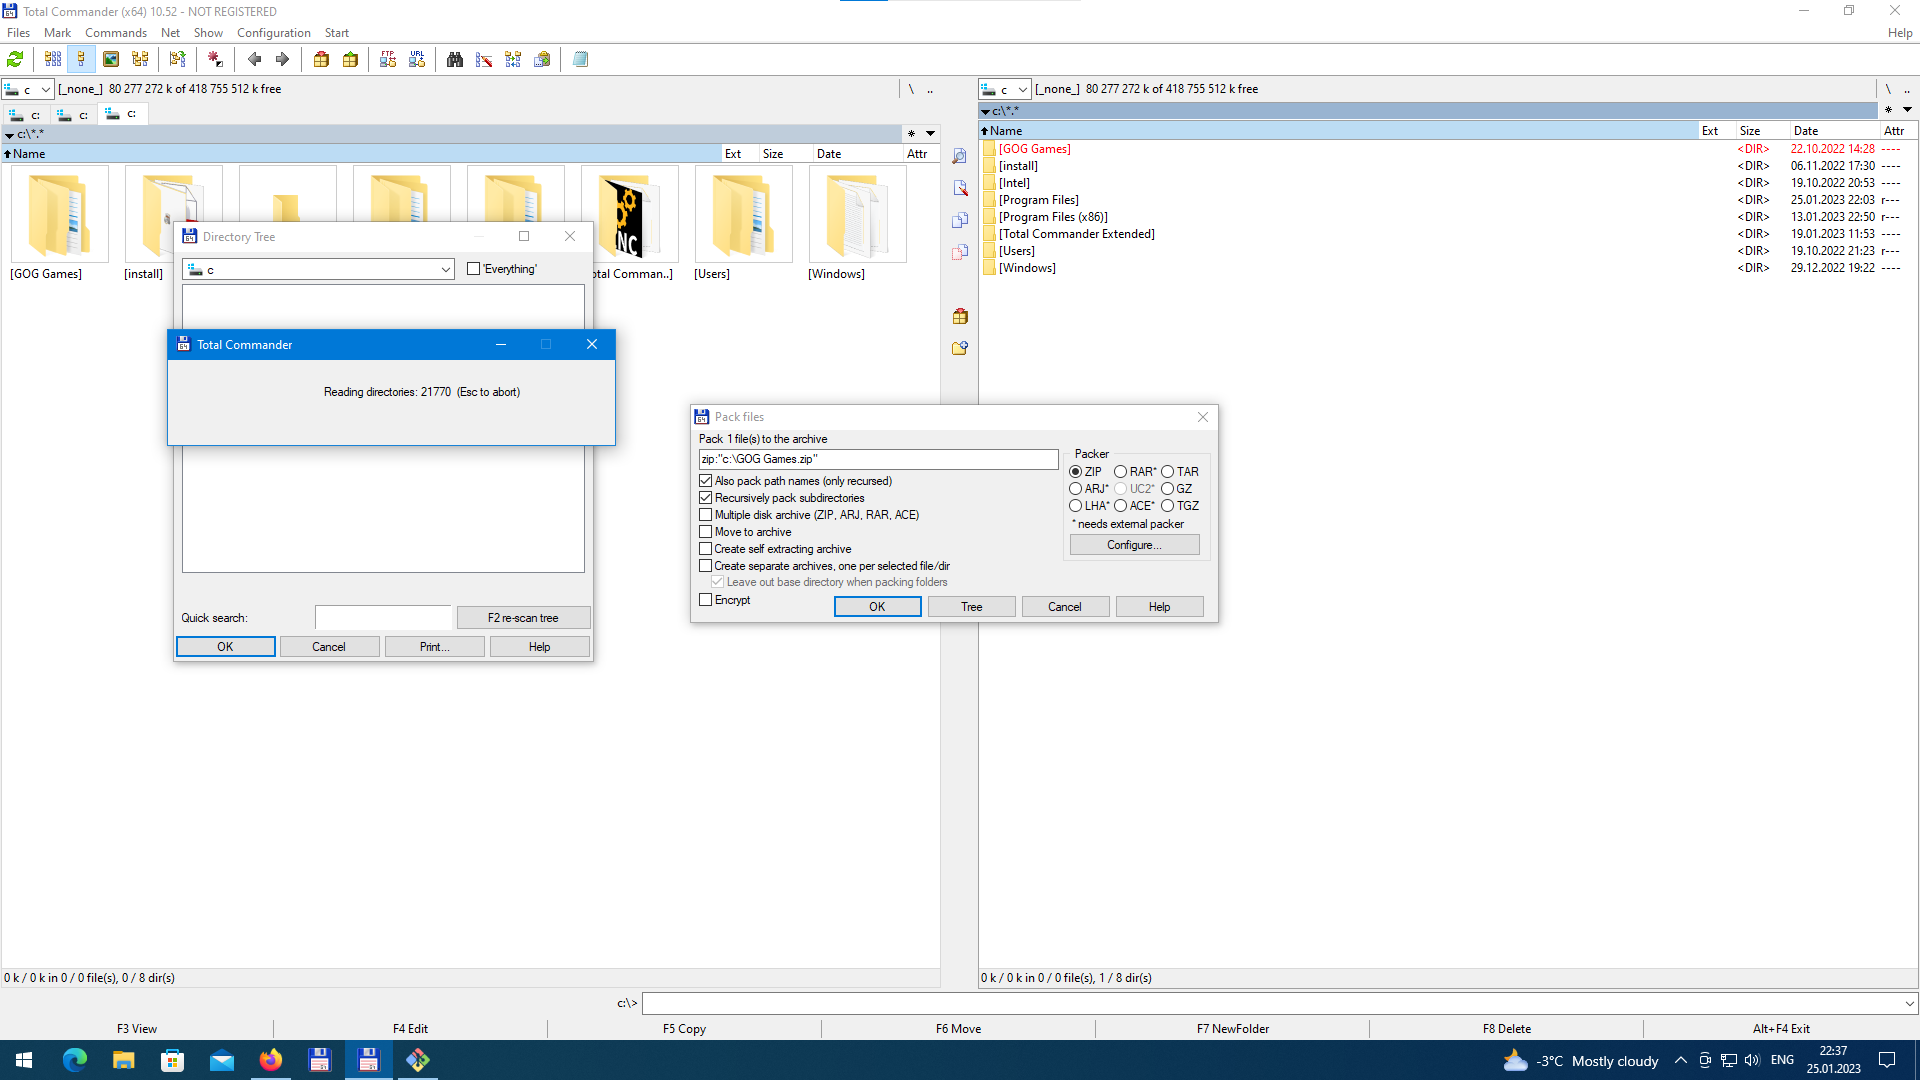 Total Commander (x64) 10.52 - NOT REGISTERED
Files Mark Commands Net Show Configuration Start Help
FTP URL
c [_none_] 80 277 272 k of 418 755 512 k free \ ..
c: c: c:
c:\*.* * 
Name Ext Size Date Attr
[GOG Games] [install] [Total Comman..] [Users] [Windows]
NC
c [_none_] 80 277 272 k of 418 755 512 k free \ ..
c:\*.* *
Name Ext Size Date Attr
[GOG Games] <DIR> 22.10.2022 14:28 ----
[install] <DIR> 06.11.2022 17:30 ----
[Intel] <DIR> 19.10.2022 20:53 ----
[Program Files] <DIR> 25.01.2023 22:03 r---
[Program Files (x86)] <DIR> 13.01.2023 22:50 r---
[Total Commander Extended] <DIR> 19.01.2023 11:53 ----
[Users] <DIR> 19.10.2022 21:23 r---
[Windows] <DIR> 29.12.2022 19:22 ----
Directory Tree
c 'Everything'
Total Commander
Reading directories: 21770 (Esc to abort)
Quick search: F2 re-scan tree
OK Cancel Print... Help
Pack files
Pack 1 file(s) to the archive
zip:"c:\GOG Games.zip"
Also pack path names (only recursed)
Recursively pack subdirectories
Multiple disk archive (ZIP, ARJ, RAR, ACE)
Move to archive
Create self extracting archive
Create separate archives, one per selected file/dir
Leave out base directory when packing folders
Encrypt
Packer
ZIP RAR* TAR
ARJ* UC2* GZ
LHA* ACE* TGZ
* needs external packer
Configure...
OK Tree Cancel Help
0 k / 0 k in 0 / 0 file(s), 0 / 8 dir(s)
0 k / 0 k in 0 / 0 file(s), 1 / 8 dir(s)
c:\>
F3 View F4 Edit F5 Copy F6 Move F7 NewFolder F8 Delete Alt+F4 Exit
-3°C Mostly cloudy ENG 22:37
25.01.2023